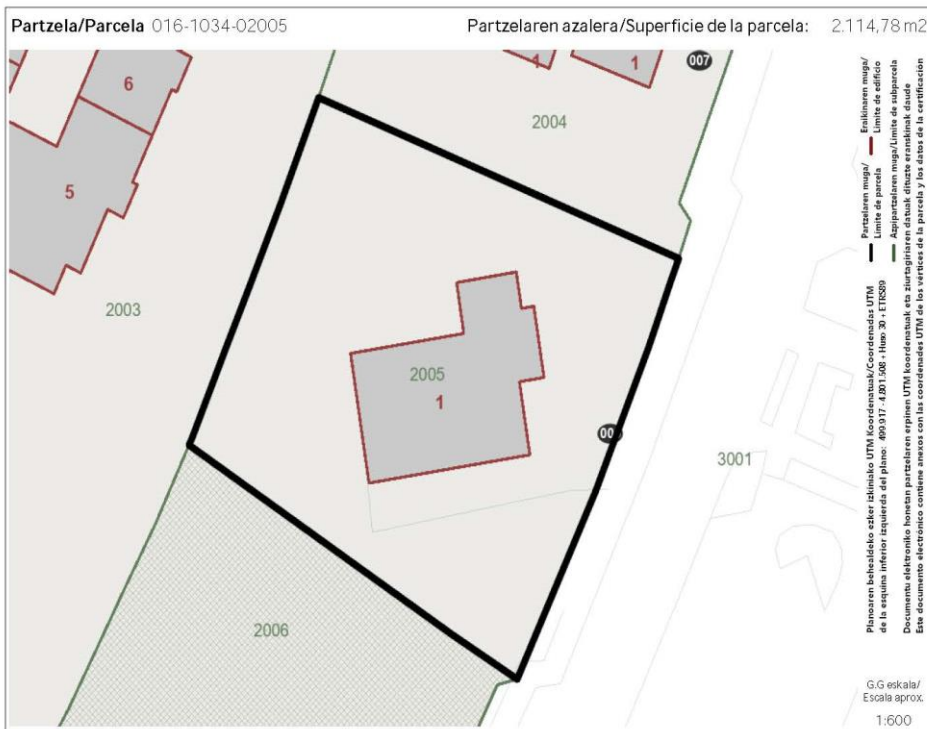 Partzela/Parcela 016-1034-02005
Partzelaren azalera/Superficie de la parcela: 2.114,78 m2
007
1
1
6
2004
5
2003
2005
1
00
3001
2006
Partzelaren muga/
Límite de parcela
Eraikinaren muga/
Límite de edificio
Azpipartzelaren muga/Límite de subparcela
Planoaren behealdeko ezker izkiniako UTM Koordenatuak/Coordenadas UTM
de la esquina inferior izquierda del plano: 499.917 - 4.801.508 + Huso 30 + ETRS89
Documentu elektroniko honetan partzelaren erpinen UTM koordenatuak eta ziurtagiriaren datuak dituzte eranskinak daude
Este documento electrónico contiene anexos con las coordenadas UTM de los vértices de la parcela y los datos de la certificación
G.G eskala/
Escala aprox.
1:600